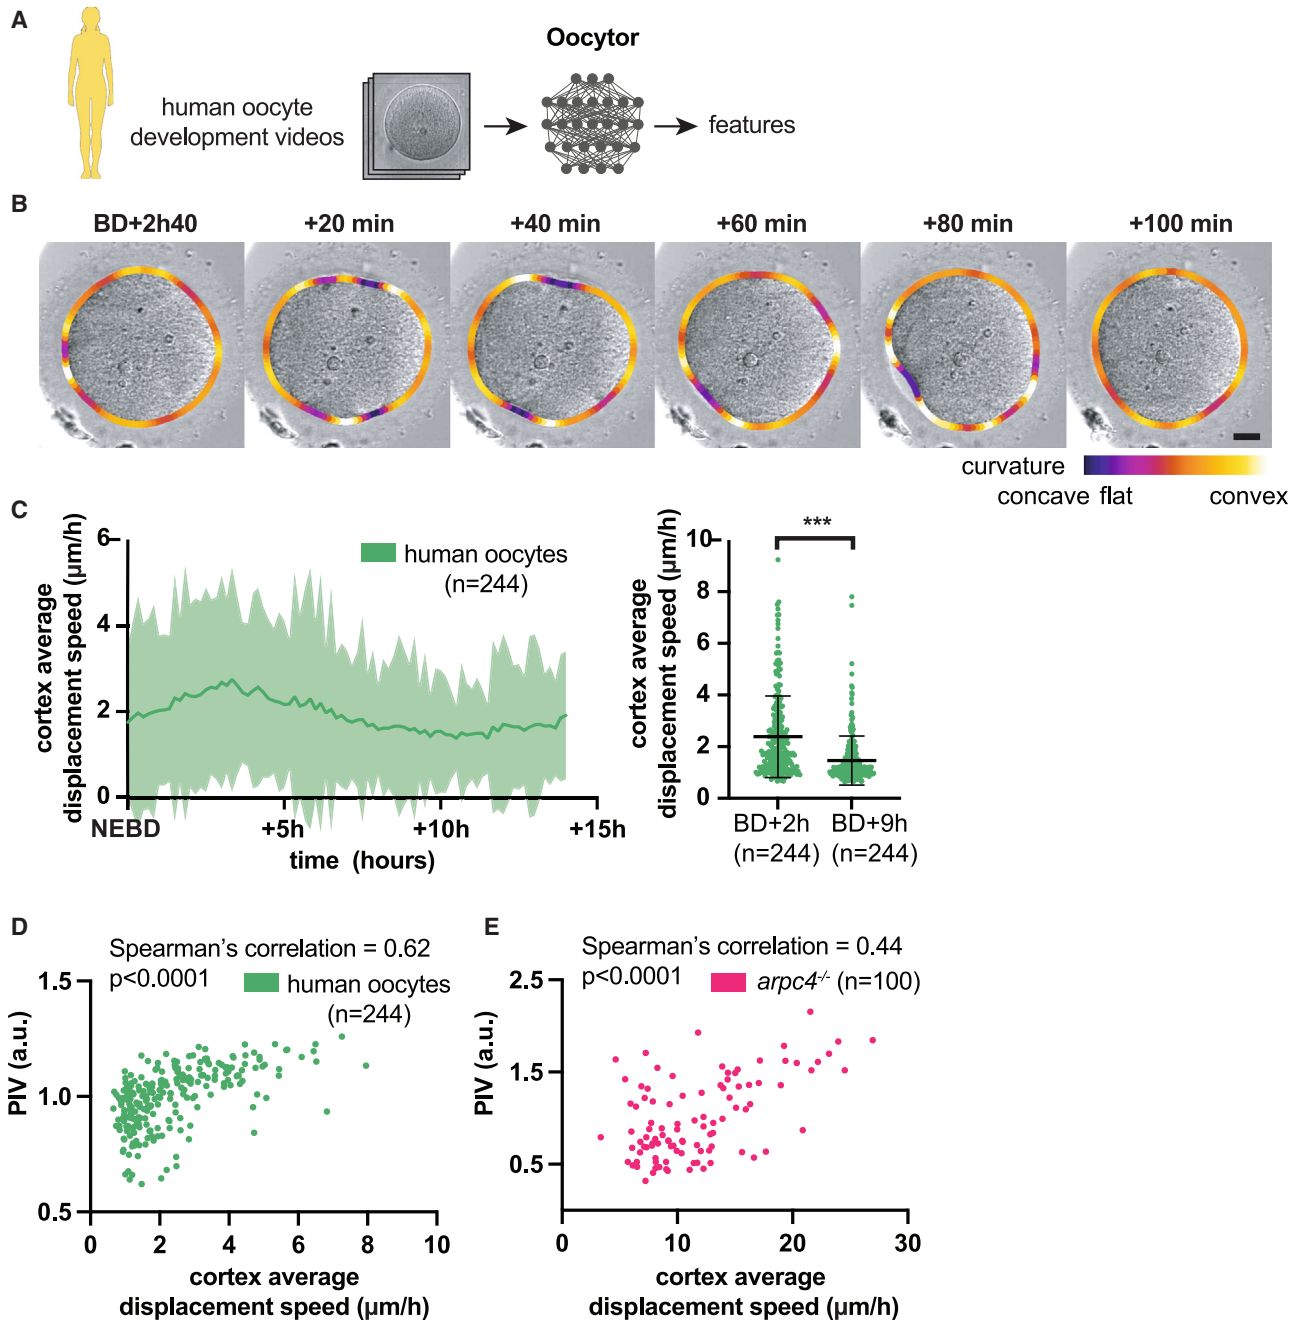 A
Oocytor
human oocyte
development videos
features
B
BD+2h40
+20 min
+40 min
+60 min
+80 min
+100 min
curvature
concave flat
convex
C
cortex average
displacement speed (μm/h)
6
4
2
0
human oocytes
(n=244)
NEBD
+5h
+10h
+15h
time (hours)
cortex average
displacement speed (μm/h)
10
8
6
4
2
0
***
BD+2h
(n=244)
BD+9h
(n=244)
D
Spearman's correlation = 0.62
p<0.0001
human oocytes
(n=244)
PIV (a.u.)
1.5
1.0
0.5
0
2
4
6
8
10
cortex average
displacement speed (μm/h)
E
Spearman's correlation = 0.44
p<0.0001
arpc4-/- (n=100)
PIV (a.u.)
2.5
1.5
0.5
0
10
20
30
cortex average
displacement speed (μm/h)